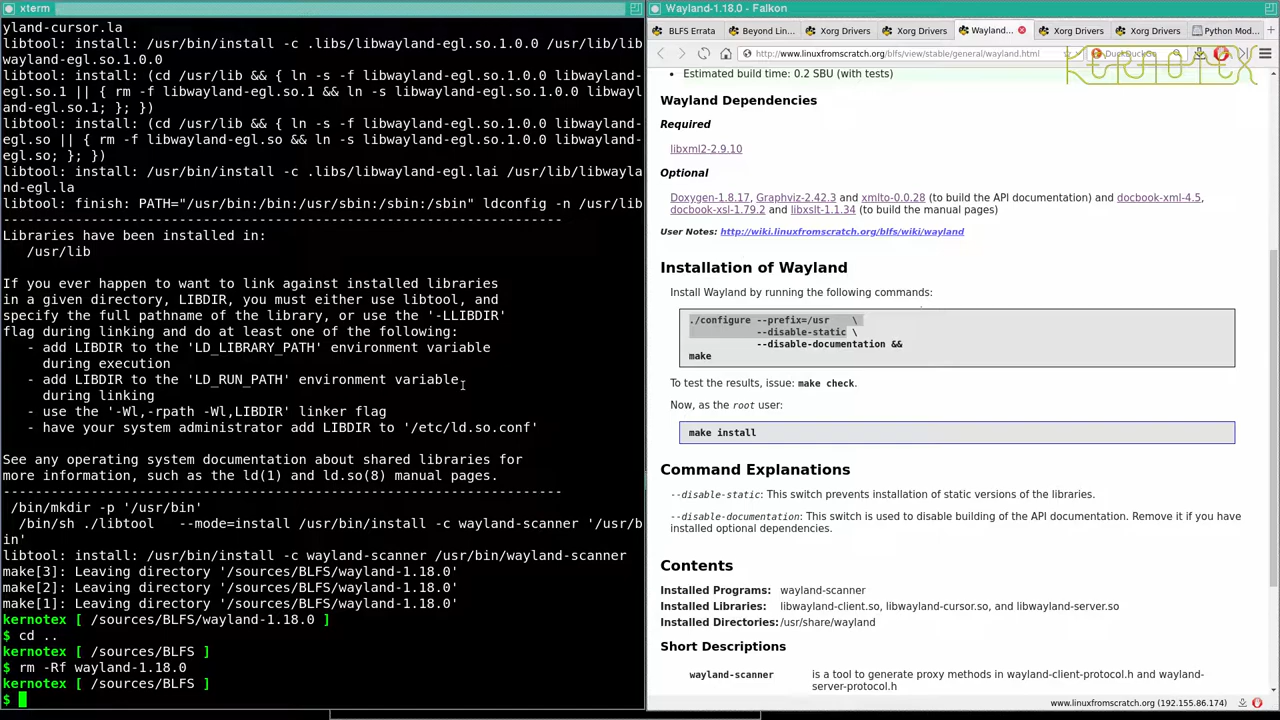 xterm
yland-cursor.la
libtool: install: /usr/bin/install -c .libs/libwayland-egl.so.1.0.0 /usr/lib/lib
wayland-egl.so.1.0.0
libtool: install: (cd /usr/lib && { ln -s -f libwayland-egl.so.1.0.0 libwayland-
egl.so.1 || { rm -f libwayland-egl.so.1 && ln -s libwayland-egl.so.1.0.0 libwayl
and-egl.so.1; }; })
libtool: install: (cd /usr/lib && { ln -s -f libwayland-egl.so.1.0.0 libwayland-
egl.so || { rm -f libwayland-egl.so && ln -s libwayland-egl.so.1.0.0 libwayland-
egl.so; }; })
libtool: install: /usr/bin/install -c .libs/libwayland-egl.lai /usr/lib/libwayla
nd-egl.la
libtool: finish: PATH="/usr/bin:/bin:/usr/sbin:/sbin:/sbin" ldconfig -n /usr/lib
----------------------------------------------------------------------
Libraries have been installed in:
/usr/lib
If you ever happen to want to link against installed libraries
in a given directory, LIBDIR, you must either use libtool, and
specify the full pathname of the library, or use the '-LLIBDIR'
flag during linking and do at least one of the following:
- add LIBDIR to the 'LD_LIBRARY_PATH' environment variable
during execution
- add LIBDIR to the 'LD_RUN_PATH' environment variable
during linking
- use the '-Wl,-rpath -Wl,LIBDIR' linker flag
- have your system administrator add LIBDIR to '/etc/ld.so.conf'
See any operating system documentation about shared libraries for
more information, such as the ld(1) and ld.so(8) manual pages.
----------------------------------------------------------------------
/bin/mkdir -p '/usr/bin'
/bin/sh ./libtool --mode=install /usr/bin/install -c wayland-scanner '/usr/b
in'
libtool: install: /usr/bin/install -c wayland-scanner /usr/bin/wayland-scanner
make[3]: Leaving directory '/sources/BLFS/wayland-1.18.0'
make[2]: Leaving directory '/sources/BLFS/wayland-1.18.0'
make[1]: Leaving directory '/sources/BLFS/wayland-1.18.0'
kernotex [ /sources/BLFS/wayland-1.18.0 ]
$ cd ..
kernotex [ /sources/BLFS ]
$ rm -Rf wayland-1.18.0
kernotex [ /sources/BLFS ]
$
Wayland-1.18.0 - Falkon
BLFS Errata
Beyond Lin...
Xorg Drivers
Xorg Drivers
Wayland...
Xorg Drivers
Xorg Drivers
Python Mod...
http://www.linuxfromscratch.org/blfs/view/stable/general/wayland.html
DuckDuckGo
KERNOTEX
• Estimated build time: 0.2 SBU (with tests)
Wayland Dependencies
Required
libxml2-2.9.10
Optional
Doxygen-1.8.17, Graphviz-2.42.3 and xmlto-0.0.28 (to build the API documentation) and docbook-xml-4.5,
docbook-xsl-1.79.2 and libxslt-1.1.34 (to build the manual pages)
User Notes: http://wiki.linuxfromscratch.org/blfs/wiki/wayland
Installation of Wayland
Install Wayland by running the following commands:
./configure --prefix=/usr \
--disable-static \
--disable-documentation &&
make
To test the results, issue: make check.
Now, as the root user:
make install
Command Explanations
--disable-static: This switch prevents installation of static versions of the libraries.
--disable-documentation: This switch is used to disable building of the API documentation. Remove it if you have
installed optional dependencies.
Contents
Installed Programs: wayland-scanner
Installed Libraries: libwayland-client.so, libwayland-cursor.so, and libwayland-server.so
Installed Directories: /usr/share/wayland
Short Descriptions
wayland-scanner is a tool to generate proxy methods in wayland-client-protocol.h and wayland-
server-protocol.h
www.linuxfromscratch.org (192.155.86.174)